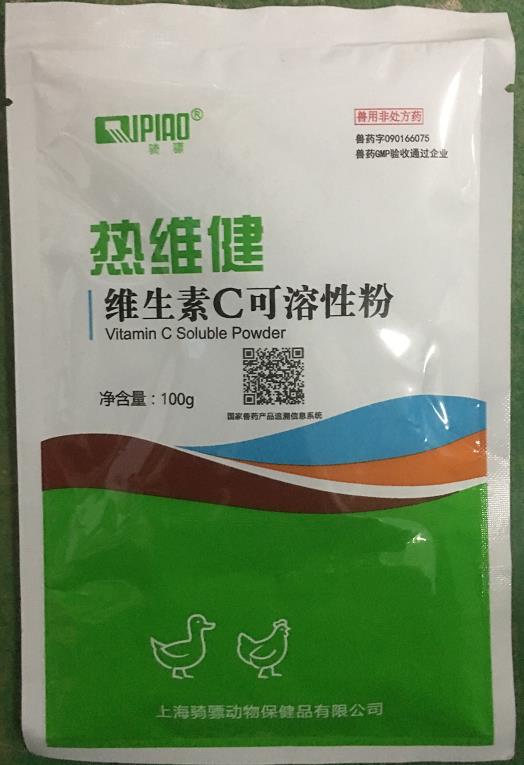 QIPIAO®
骑骠
兽用非处方药
兽药字090166075
兽药GMP验收通过企业
热维健
维生素C可溶性粉
Vitamin C Soluble Powder
净含量：100g
国家兽药产品追溯信息系统
上海骑骠动物保健品有限公司